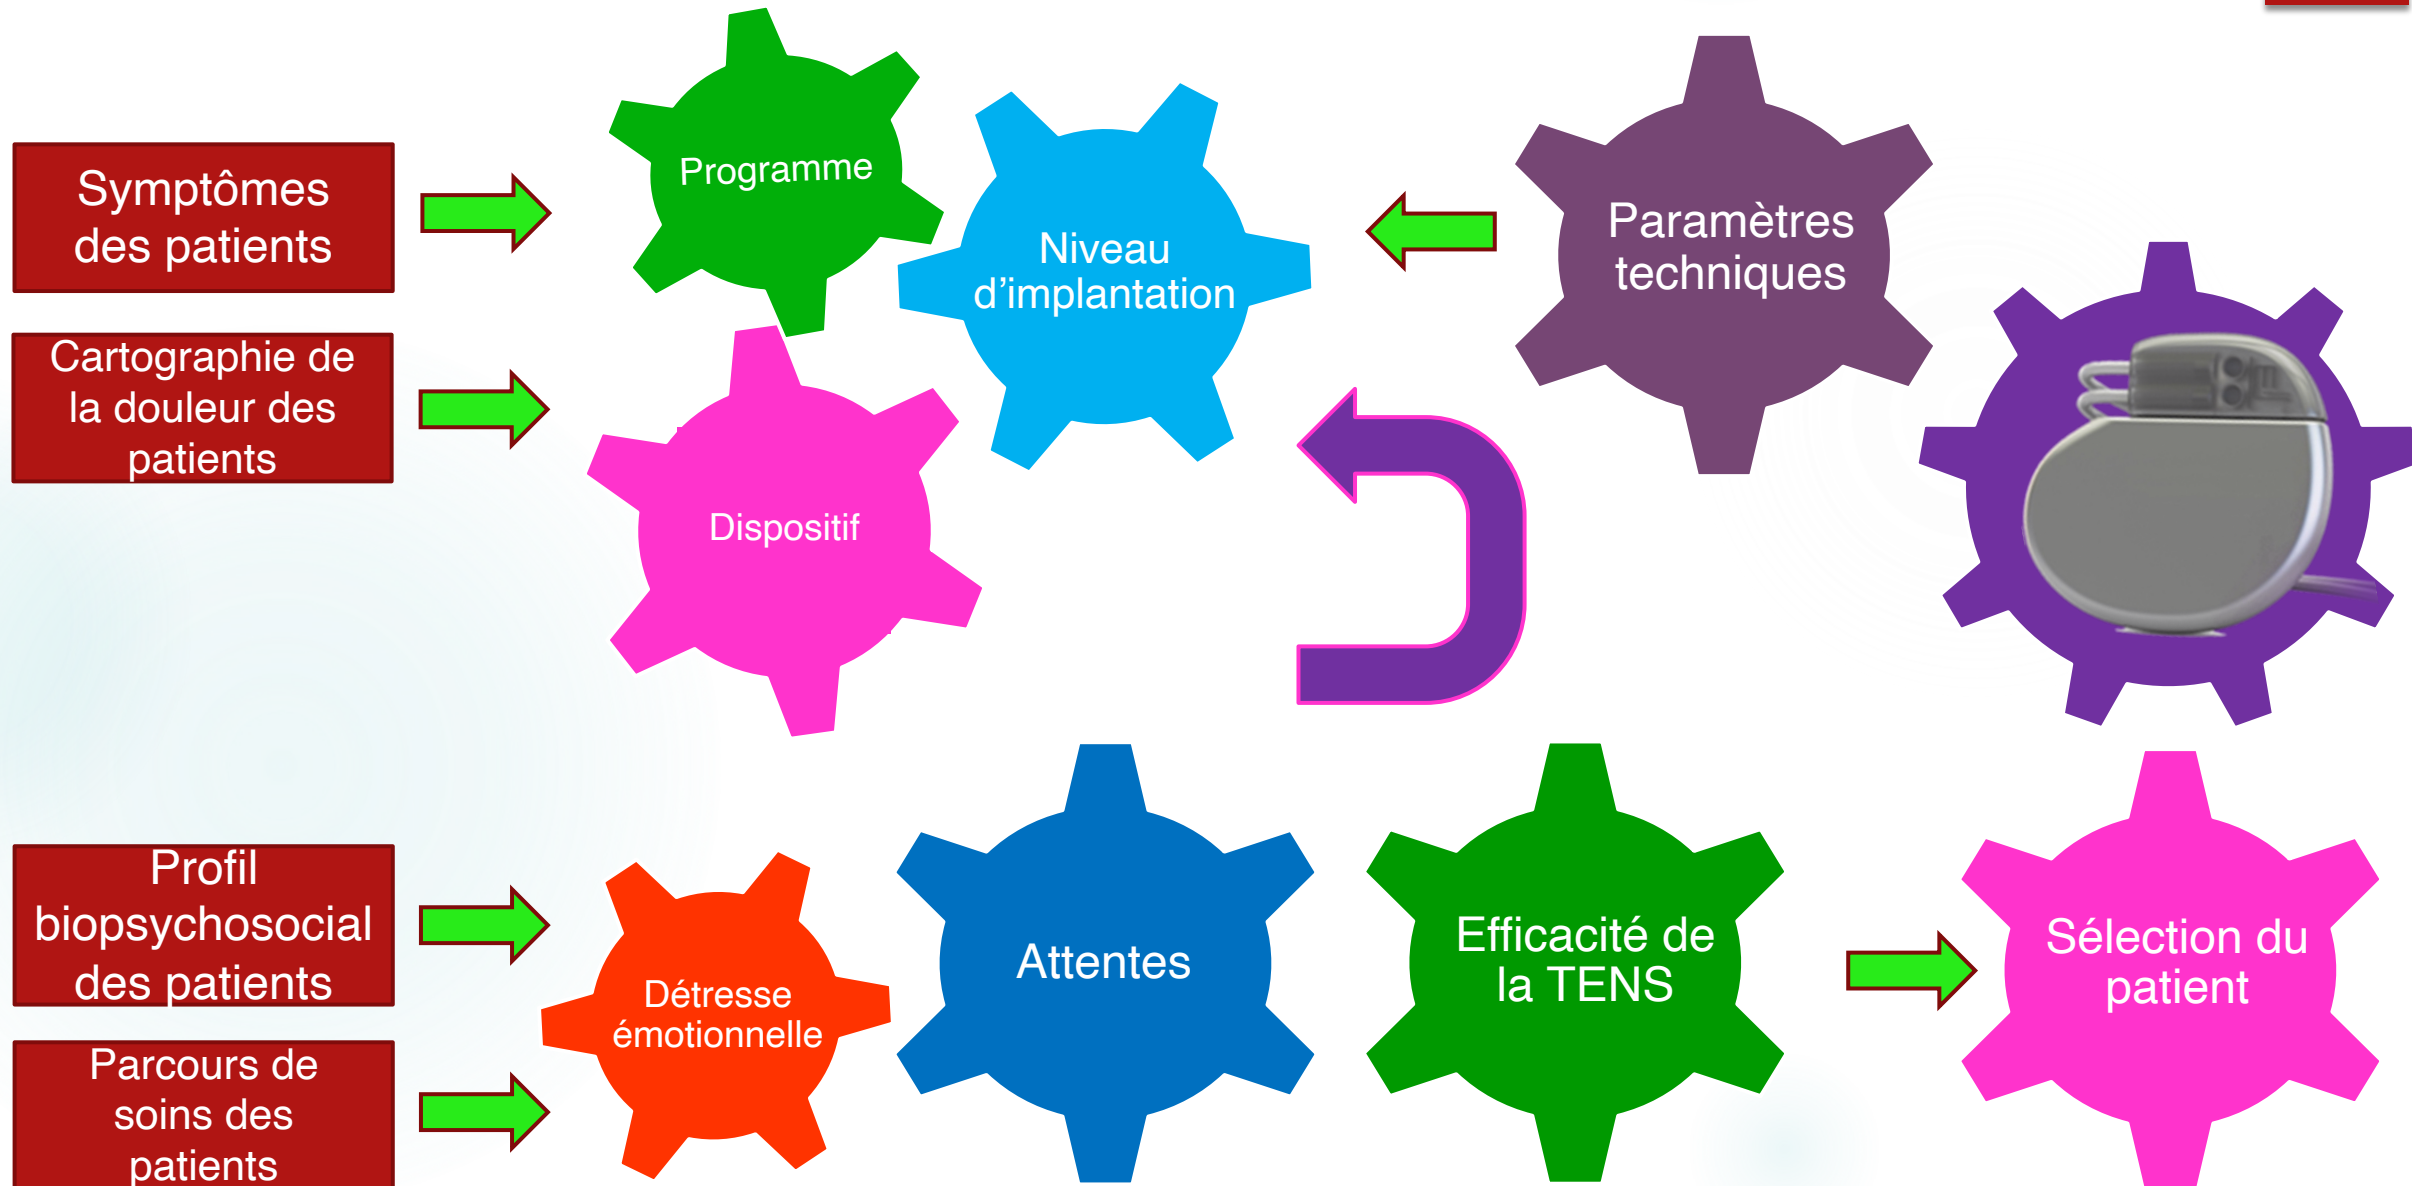 Symptômes
des patients
Programme
Niveau
d’implantation
Paramètres
techniques
Cartographie de
la douleur des
patients
Dispositif
Profil
biopsychosocial
des patients
Détresse
émotionnelle
Attentes
Efficacité de
la TENS
Sélection du
patient
Parcours de
soins des
patients